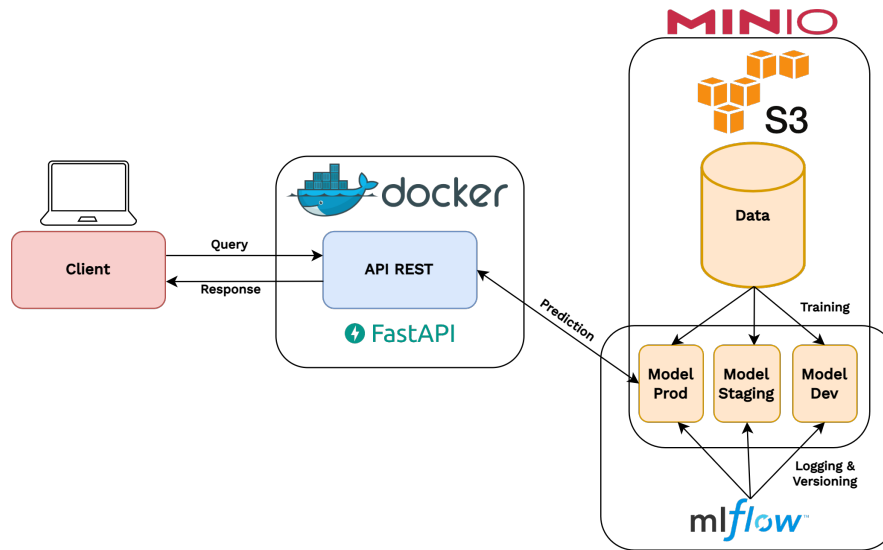 MINIO
S3
docker
Data
Query
Client
API REST
Response
Training
Prediction
FastAPI
Model
Prod
Model
Staging
Model
Dev
Logging &
Versioning
mlflow™